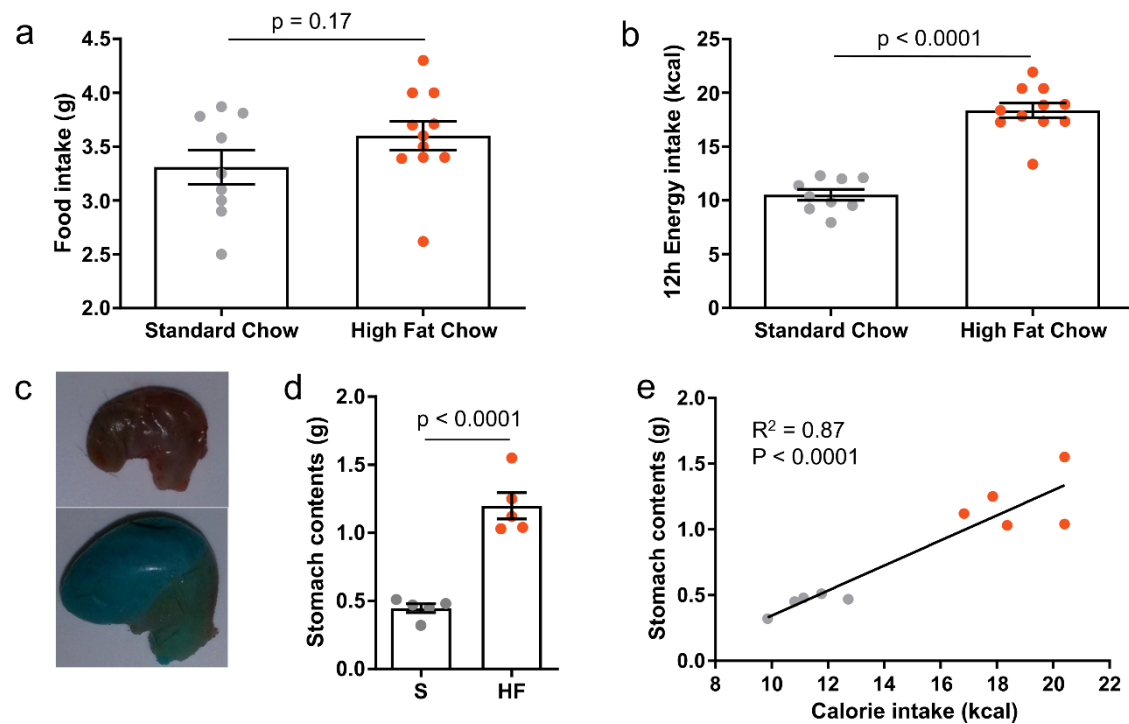 a
p = 0.17
Food intake (g)
4.5
4.0
3.5
3.0
2.5
2.0
Standard Chow
High Fat Chow
b
p < 0.0001
12h Energy intake (kcal)
25
20
15
10
5
0
Standard Chow
High Fat Chow
c
d
p < 0.0001
Stomach contents (g)
2.0
1.5
1.0
0.5
0.0
S
HF
e
R² = 0.87
P < 0.0001
Stomach contents (g)
2.0
1.5
1.0
0.5
0.0
8 10 12 14 16 18 20 22
Calorie intake (kcal)